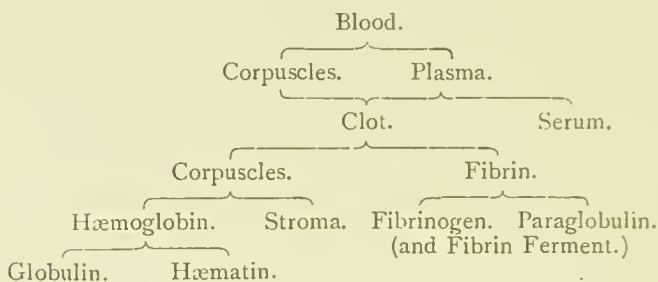 Blood.
Corpuscles. Plasma.
Clot. Serum.
Corpuscles. Fibrin.
Hæmoglobin. Stroma. Fibrinogen. Paraglobulin.
(and Fibrin Ferment.)
Globulin. Hæmatin.